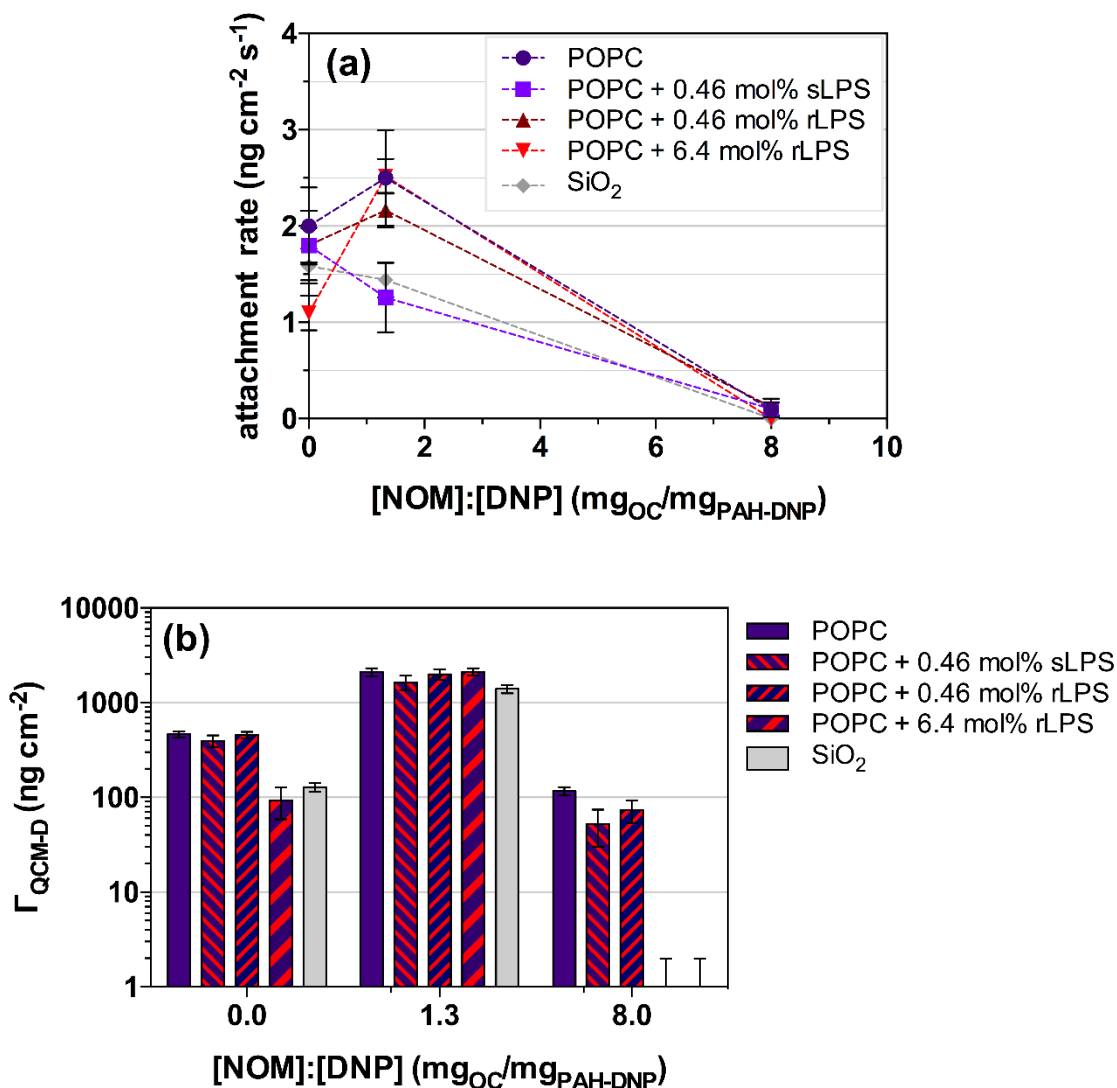 (a)
POPC
POPC + 0.46 mol% sLPS
POPC + 0.46 mol% rLPS
POPC + 6.4 mol% rLPS
SiO2
attachment rate (ng cm-2 s-1)
4
3
2
1
0
0 2 4 6 8 10
[NOM]:[DNP] (mgOC/mgPAH-DNP)
(b)
POPC
POPC + 0.46 mol% sLPS
POPC + 0.46 mol% rLPS
POPC + 6.4 mol% rLPS
SiO2
ΓQCM-D (ng cm-2)
10000
1000
100
10
1
0.0 1.3 8.0
[NOM]:[DNP] (mgOC/mgPAH-DNP)